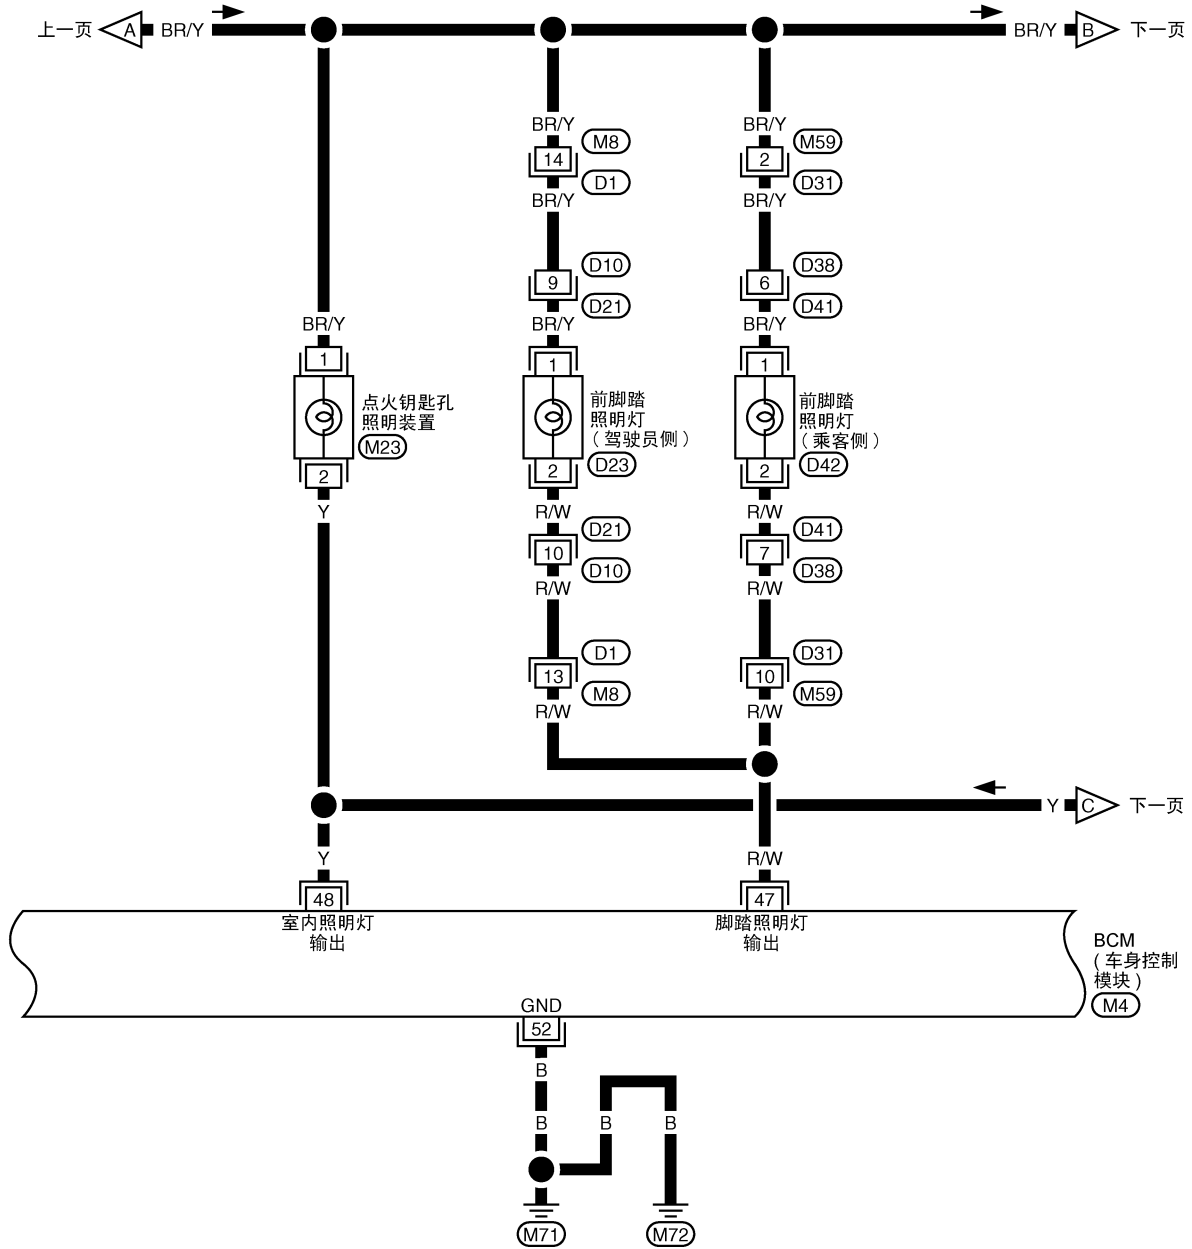 上一页 A BR/Y BR/Y B 下一页
BR/Y BR/Y
M8 M59
14 2
D1 D31
BR/Y BR/Y
D10 D38
9 6
D21 D41
BR/Y BR/Y BR/Y
1 1 1
点火钥匙孔
照明装置
M23
前脚踏
照明灯
（驾驶员侧）
D23
前脚踏
照明灯
（乘客侧）
D42
2 2 2
Y R/W R/W
D21 D41
10 7
D10 D38
R/W R/W
D1 D31
13 10
M8 M59
R/W R/W
Y C 下一页
Y R/W
48 47
室内照明灯
输出
脚踏照明灯
输出
BCM
（车身控制
模块）
M4
GND
52
B
B B B
M71 M72